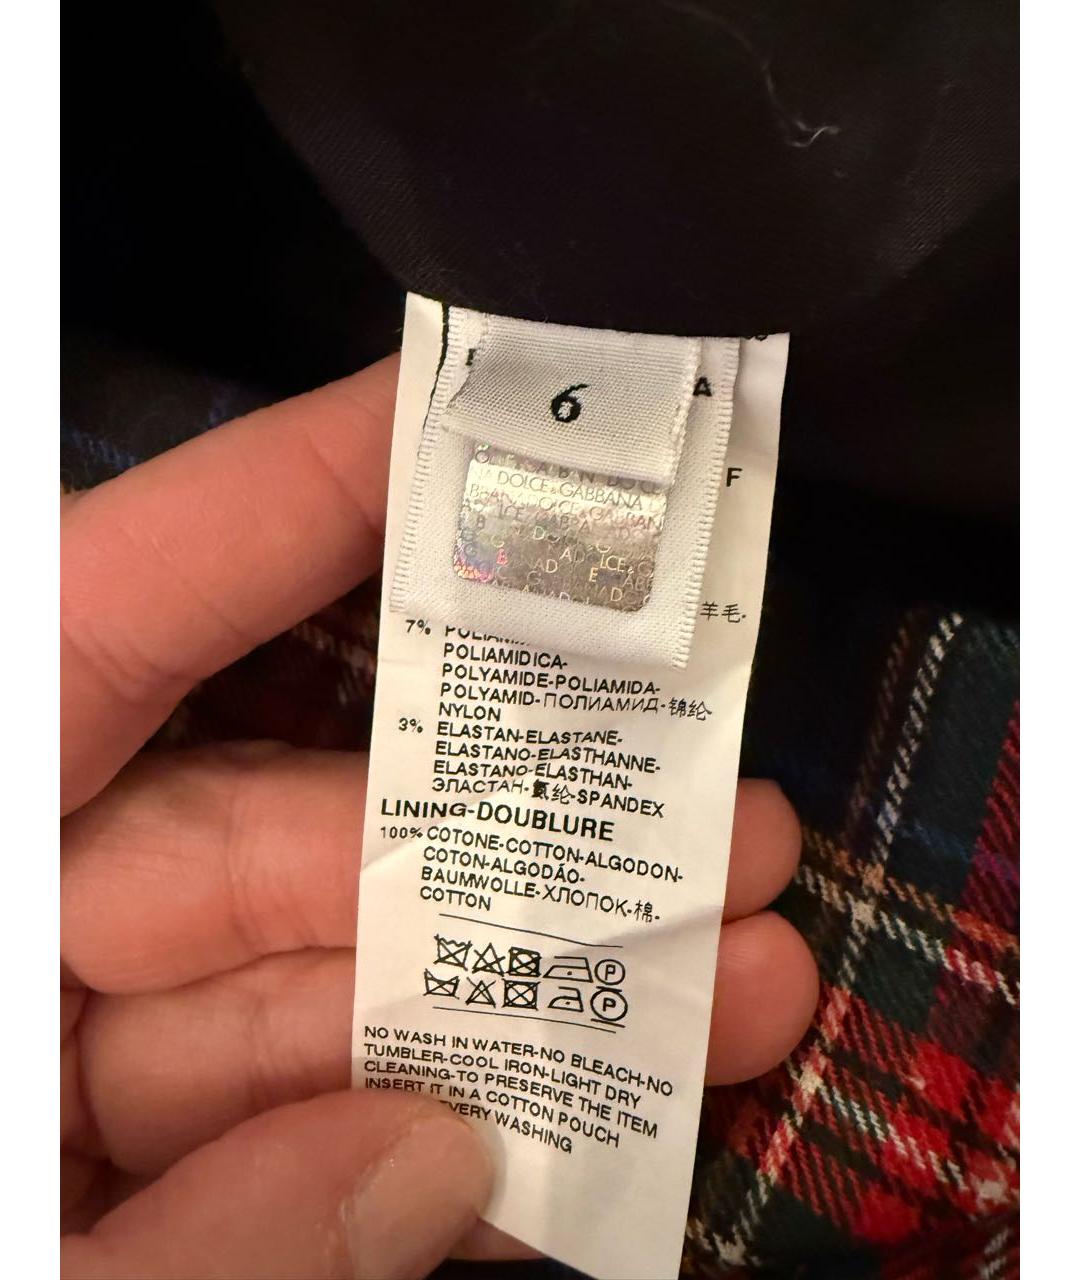 6
A
F
DOLCE&GABBANA
羊毛-
7%
POLIAMIDICA-
POLYAMIDE-POLIAMIDA-
POLYAMID-ПОЛИАМИД-锦纶-
NYLON
3% ELASTAN-ELASTANE-
ELASTANO-ELASTHANNE-
ELASTANO-ELASTHAN-
ЭЛАСТАН-氨纶-SPANDEX
LINING-DOUBLURE
100% COTONE-COTTON-ALGODON-
COTON-ALGODÃO-
BAUMWOLLE-ХЛОПОК-棉-
COTTON
P
P
NO WASH IN WATER-NO BLEACH-NO
TUMBLER-COOL IRON-LIGHT DRY
CLEANING-TO PRESERVE THE ITEM
INSERT IT IN A COTTON POUCH
EVERY WASHING